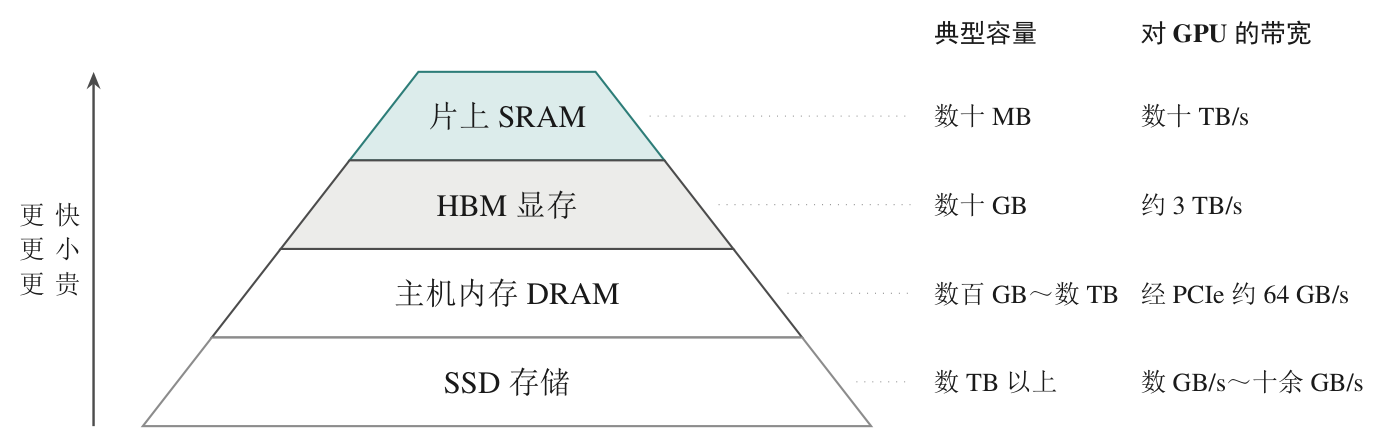 典型容量 对 GPU 的带宽
片上 SRAM 数十 MB 数十 TB/s
HBM 显存 数十 GB 约 3 TB/s
主机内存 DRAM 数百 GB～数 TB 经 PCIe 约 64 GB/s
SSD 存储 数 TB 以上 数 GB/s～十余 GB/s
更快
更小
更贵